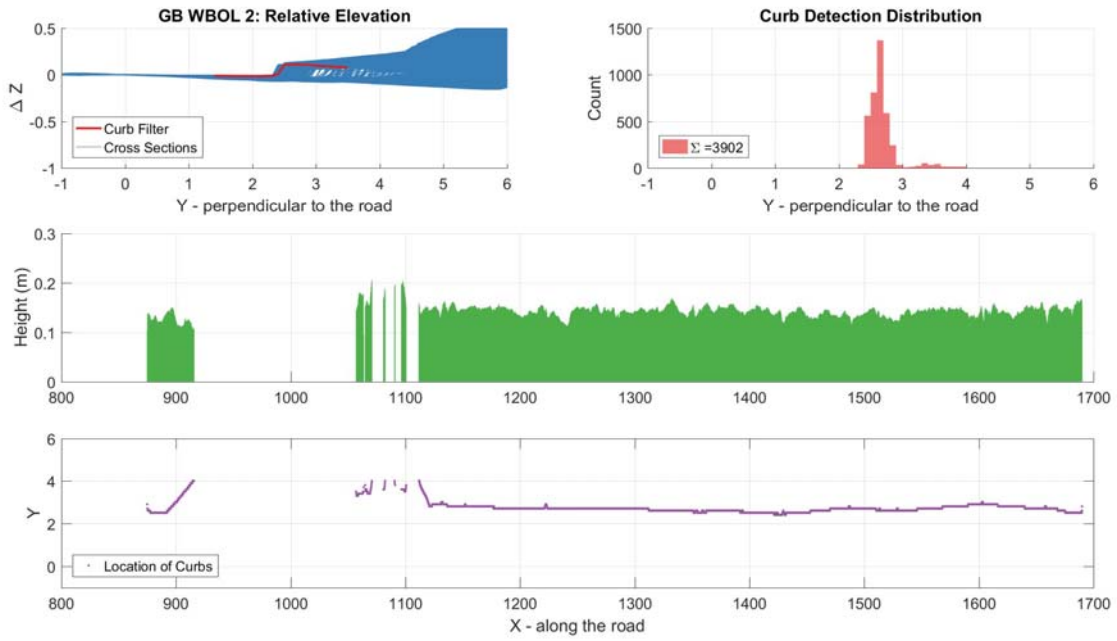 GB WBOL 2: Relative Elevation
0.5
0
-0.5
-1
Δ Z
Curb Filter
Cross Sections
-1 0 1 2 3 4 5 6
Y - perpendicular to the road
Curb Detection Distribution
1500
1000
500
0
Count
Σ =3902
-1 0 1 2 3 4 5 6
Y - perpendicular to the road
0.3
0.2
0.1
0
Height (m)
800 900 1000 1100 1200 1300 1400 1500 1600 1700
6
4
2
0
Y
Location of Curbs
800 900 1000 1100 1200 1300 1400 1500 1600 1700
X - along the road